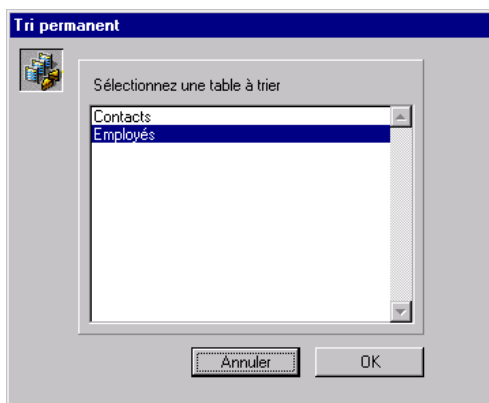 Tri permanent
Sélectionnez une table à trier
Contacts
Employés
Annuler
OK